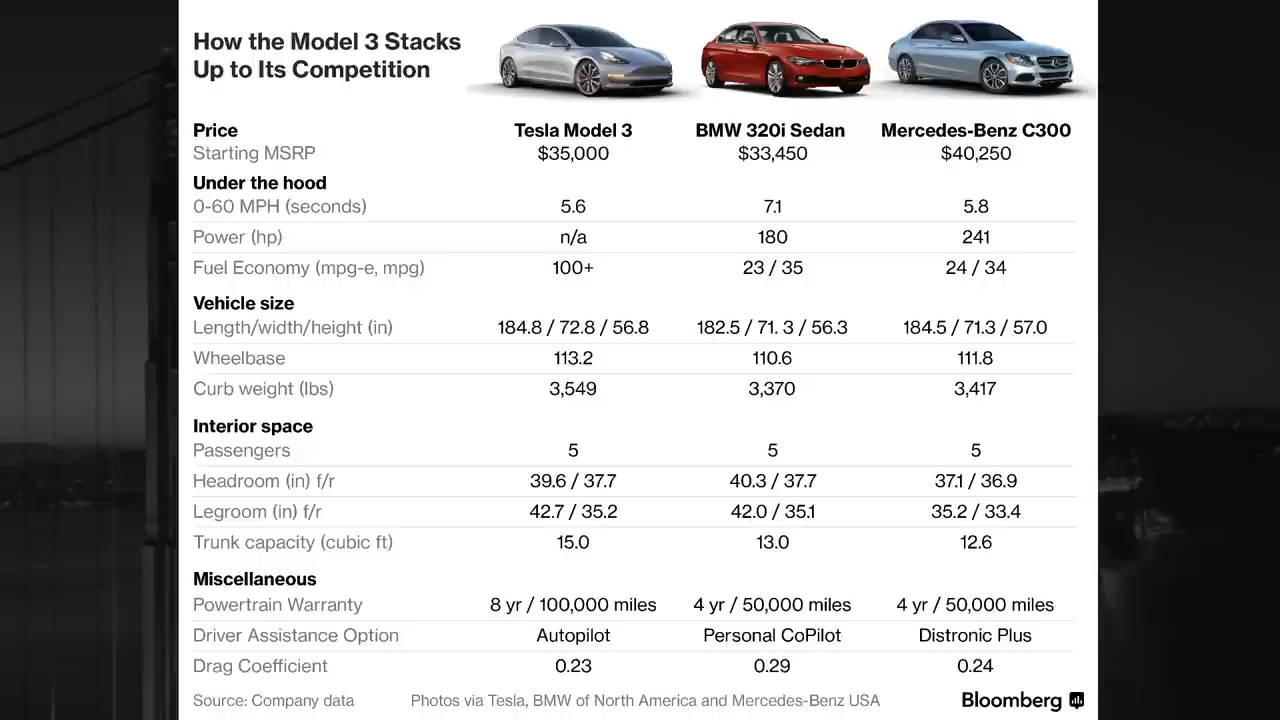 How the Model 3 Stacks
Up to Its Competition
Price Tesla Model 3 BMW 320i Sedan Mercedes-Benz C300
Starting MSRP $35,000 $33,450 $40,250
Under the hood
0-60 MPH (seconds) 5.6 7.1 5.8
Power (hp) n/a 180 241
Fuel Economy (mpg-e, mpg) 100+ 23 / 35 24 / 34
Vehicle size
Length/width/height (in) 184.8 / 72.8 / 56.8 182.5 / 71. 3 / 56.3 184.5 / 71.3 / 57.0
Wheelbase 113.2 110.6 111.8
Curb weight (lbs) 3,549 3,370 3,417
Interior space
Passengers 5 5 5
Headroom (in) f/r 39.6 / 37.7 40.3 / 37.7 37.1 / 36.9
Legroom (in) f/r 42.7 / 35.2 42.0 / 35.1 35.2 / 33.4
Trunk capacity (cubic ft) 15.0 13.0 12.6
Miscellaneous
Powertrain Warranty 8 yr / 100,000 miles 4 yr / 50,000 miles 4 yr / 50,000 miles
Driver Assistance Option Autopilot Personal CoPilot Distronic Plus
Drag Coefficient 0.23 0.29 0.24
Source: Company data Photos via Tesla, BMW of North America and Mercedes-Benz USA Bloomberg